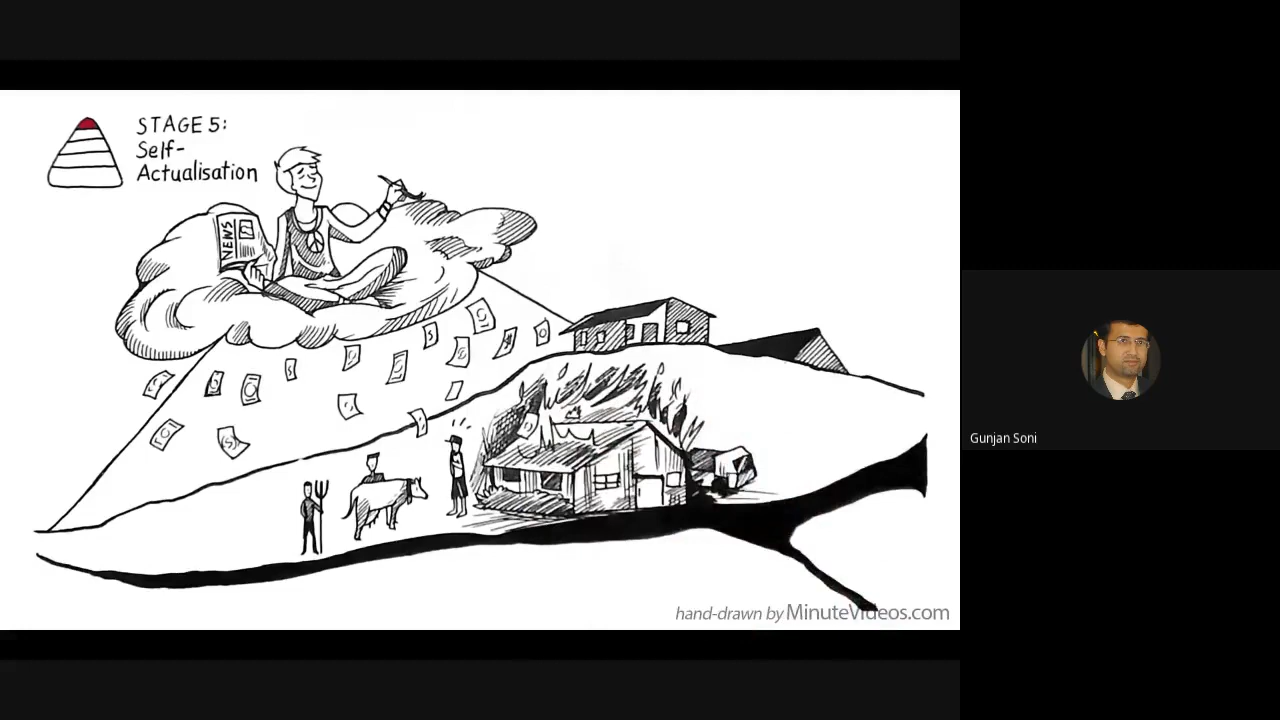 STAGE 5:
Self-
Actualisation
NEWS
Gunjan Soni
hand-drawn by MinuteVideos.com